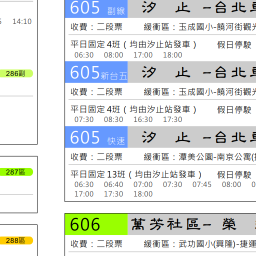 14:10
286副
287區
288區
605 副線 汐 止 -台北
收費：二段票 緩衝區：玉成國小-饒河街觀光
平日固定4班（均由汐止站發車） 假日停駛
06:30 08:00 17:00 18:00
605新台五 汐 止 -台北
收費：二段票 緩衝區：玉成國小-饒河街觀光
平日固定4班（均由汐止站發車） 假日停駛
07:30 08:30 16:30 17:30
605 快速 汐 止 -台北
收費：二段票 緩衝區：潭美公園-南京公寓(
平日固定13班（均由汐止站發車） 假日停駛
06:30 06:40 07:00 07:30 07:45 08:00
17:00 17:30 18:00
606 萬芳社區- 榮
收費：二段票 緩衝區：武功國小(興隆)-捷運